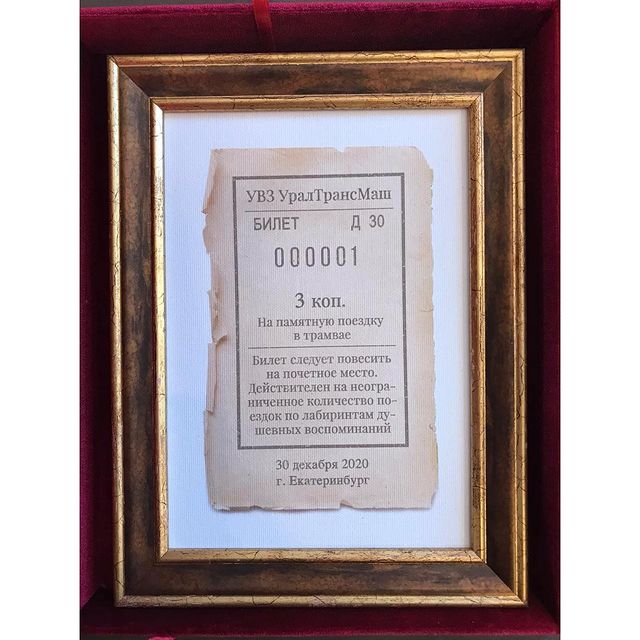 УВЗ УралТрансМаш
БИЛЕТ Д 30
000001
3 коп.
На памятную поездку
в трамвае
Билет следует повесить
на почетное место.
Действителен на неогра-
ниченное количество по-
ездок по лабиринтам ду-
шевных воспоминаний
30 декабря 2020
г. Екатеринбург